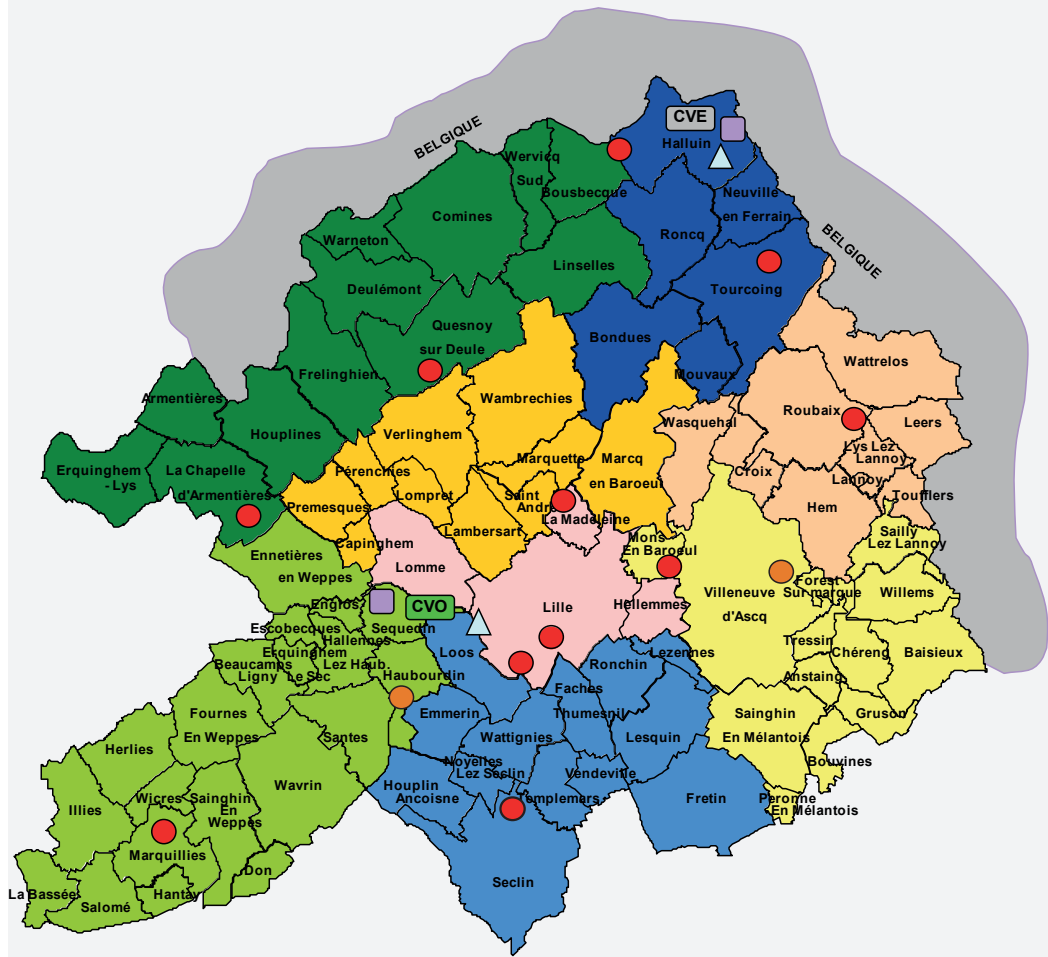 CVE
Halluin
BELGIQUE
Wervicq
Sud
Bousbecque
Neuville
en Ferrain
Comines
Roncq
Warneton
BELGIQUE
Linselles
Deulémont
Tourcoing
Quesnoy
sur Deule
Bondues
Wattrelos
Frelinghien
Mouvaux
Armentières
Wambrechies
Roubaix
Leers
Wasquehal
Houplines
Verlinghem
Lys Lez
Lannoy
Marquette
Marcq
en Baroeul
Erquinghem
- Lys
La Chapelle
d'Armentières
Pérenchies
Croix
Lannoy
Toufflers
Lompret
Saint
André
Premesques
Hem
La Madeleine
Lambersart
Sailly
Lez Lannoy
Capinghem
Mons
En Baroeul
Ennetières
en Weppes
Lomme
Forest
Sur marque
Villeneuve
d'Ascq
Willems
Englos
CVO
Lille
Hellemmes
Escobecques
Sequedin
Hallennes
Lez Haub.
Tressin
Erquinghem
Le Sec
Loos
Lezennes
Chéreng
Baisieux
Beaucamps
Ligny
Ronchin
Haubourdin
Anstaing
Faches
Thumesnil
Fournes
En Weppes
Emmerin
Sainghin
En Mélantois
Gruson
Santes
Wattignies
Lesquin
Herlies
Noyelles
Lez Seclin
Bouvines
Vendeville
Wavrin
Houplin
Ancoisne
Wicres
Sainghin
En
Weppes
Templemars
Fretin
Peronne
En Mélantois
Illies
Marquillies
Don
Seclin
La Bassée
Hantay
Salomé